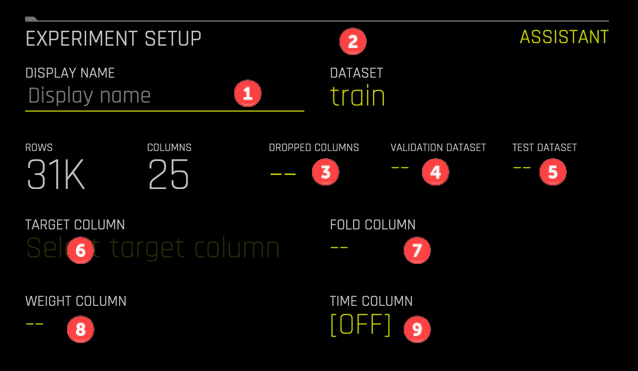 EXPERIMENT SETUP 2 ASSISTANT
DISPLAY NAME DATASET
Display name 1 train
ROWS COLUMNS DROPPED COLUMNS VALIDATION DATASET TEST DATASET
31K 25 -- 3 -- 4 -- 5
TARGET COLUMN FOLD COLUMN
Select target column 6 -- 7
WEIGHT COLUMN TIME COLUMN
-- 8 [OFF] 9